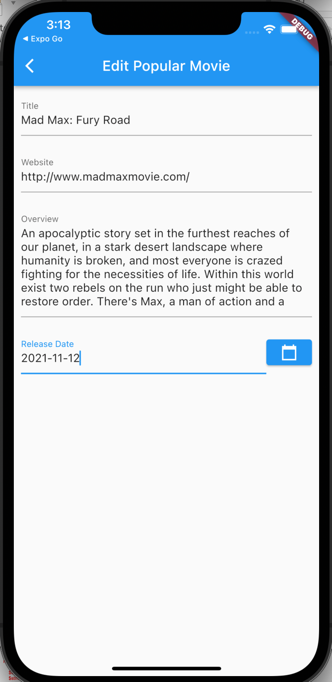 3:13
◀ Expo Go
DEBUG
Edit Popular Movie
Title
Mad Max: Fury Road
Website
http://www.madmaxmovie.com/
Overview
An apocalyptic story set in the furthest reaches of
our planet, in a stark desert landscape where
humanity is broken, and most everyone is crazed
fighting for the necessities of life. Within this world
exist two rebels on the run who just might be able to
restore order. There's Max, a man of action and a
Release Date
2021-11-12